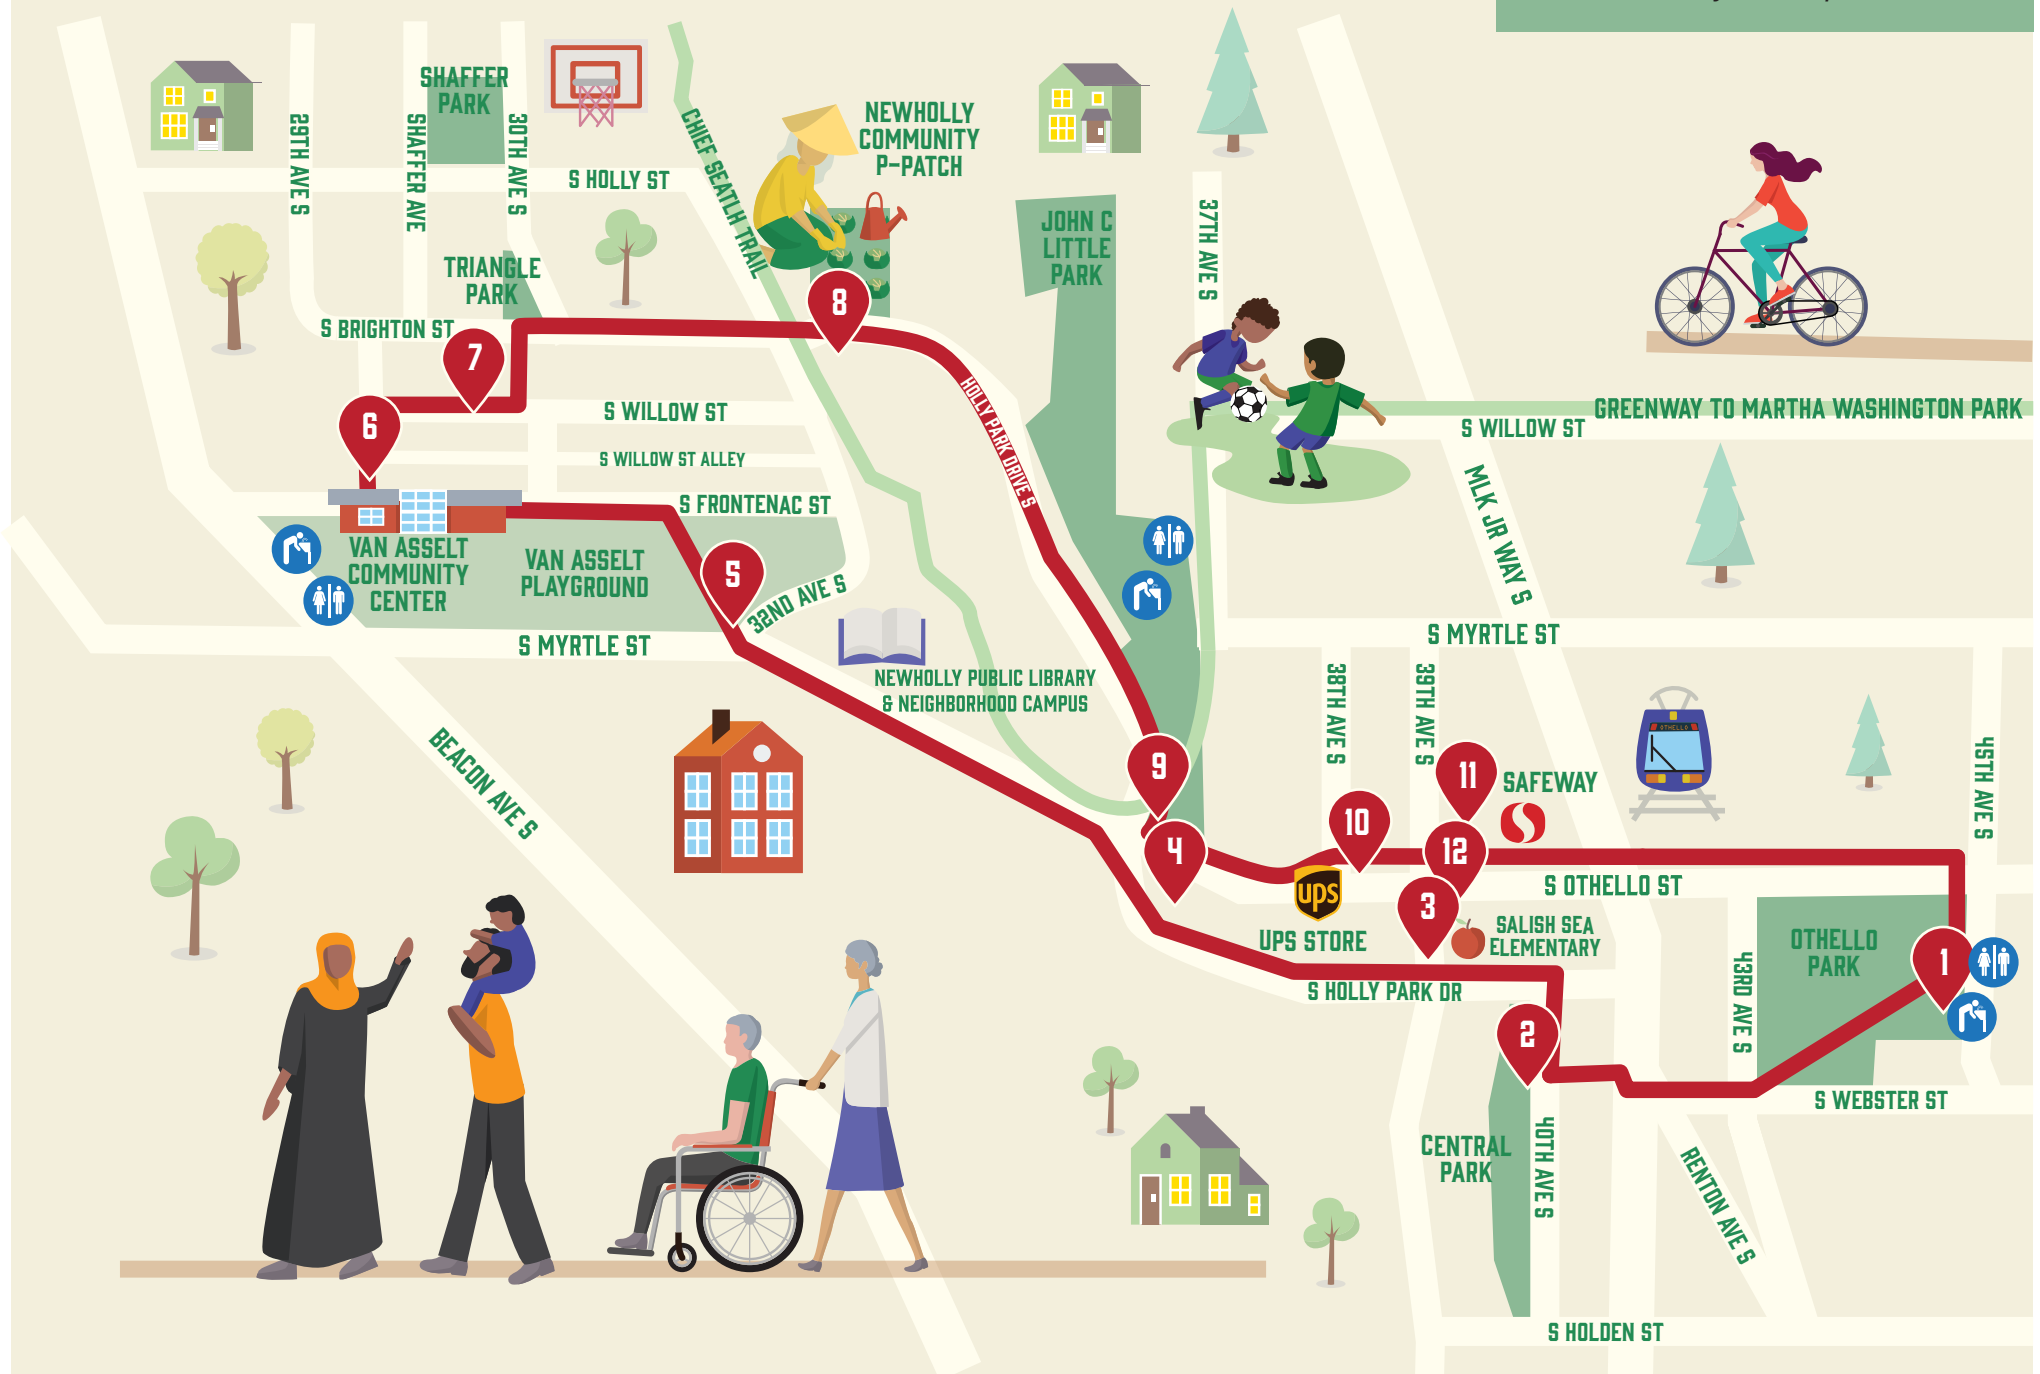 SHAFFER
PARK
29TH AVE S
SHAFFER AVE
30TH AVE S
S HOLLY ST
CHIEF SEATLH TRAIL
NEWHOLLY
COMMUNITY
P-PATCH
JOHN C
LITTLE
PARK
37TH AVE S
TRIANGLE
PARK
S BRIGHTON ST
8
7
6
S WILLOW ST
S WILLOW ST ALLEY
HOLLY PARK DRIVE S
GREENWAY TO MARTHA WASHINGTON PARK
S WILLOW ST
MLK JR WAY S
S FRONTENAC ST
VAN ASSELT
COMMUNITY
CENTER
VAN ASSELT
PLAYGROUND
5
32ND AVE S
S MYRTLE ST
S MYRTLE ST
NEWHOLLY PUBLIC LIBRARY
& NEIGHBORHOOD CAMPUS
38TH AVE S
39TH AVE S
45TH AVE S
OTHELLO
BEACON AVE S
9
4
10
11
12
SAFEWAY
3
ups
UPS STORE
S OTHELLO ST
SALISH SEA
ELEMENTARY
S HOLLY PARK DR
OTHELLO
PARK
1
43RD AVE S
2
S WEBSTER ST
CENTRAL
PARK
40TH AVE S
RENTON AVE S
S HOLDEN ST